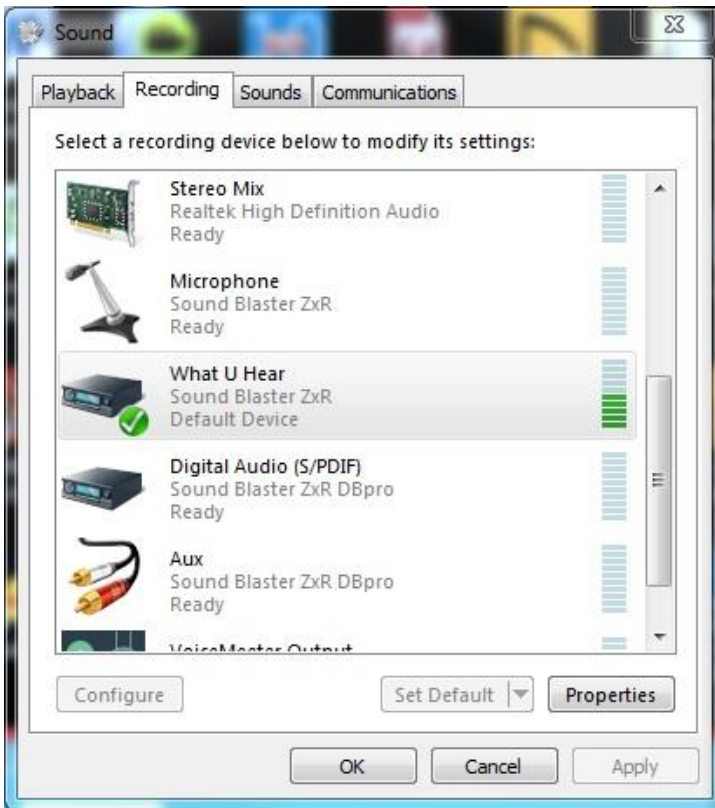 Sound
Playback Recording Sounds Communications
Select a recording device below to modify its settings:
Stereo Mix
Realtek High Definition Audio
Ready
Microphone
Sound Blaster ZxR
Ready
What U Hear
Sound Blaster ZxR
Default Device
Digital Audio (S/PDIF)
Sound Blaster ZxR DBpro
Ready
Aux
Sound Blaster ZxR DBpro
Ready
Output
Configure Set Default Properties
OK Cancel Apply